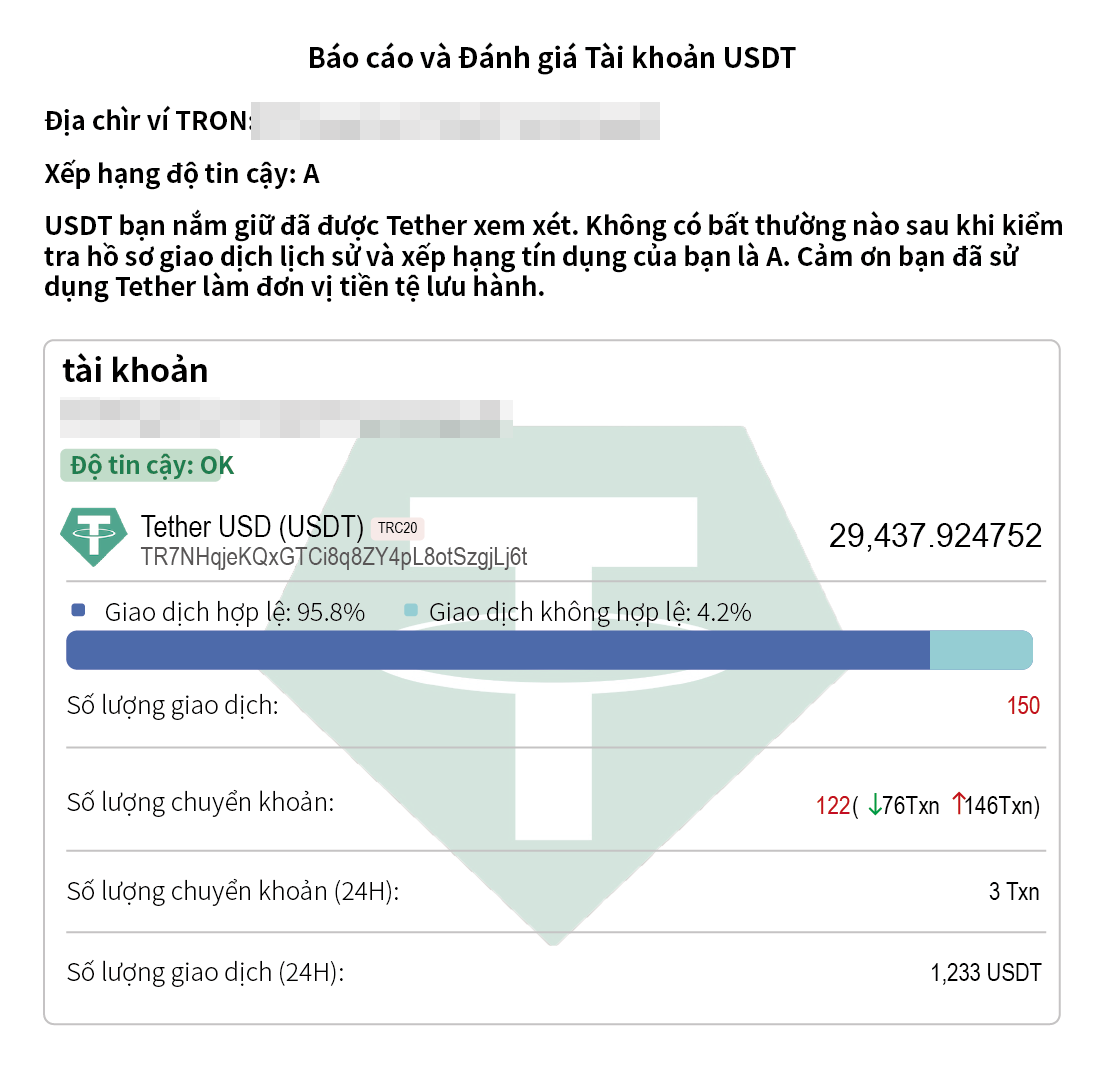 Báo cáo và Đánh giá Tài khoản USDT
Địa chìr ví TRON:
Xếp hạng độ tin cậy: A
USDT bạn nắm giữ đã được Tether xem xét. Không có bất thường nào sau khi kiểm
tra hồ sơ giao dịch lịch sử và xếp hạng tín dụng của bạn là A. Cảm ơn bạn đã sử
dụng Tether làm đơn vị tiền tệ lưu hành.
tài khoản
Độ tin cậy: OK
Tether USD (USDT) TRC20
TR7NHqjeKQxGTCi8q8ZY4pL8otSzgjLj6t
29,437.924752
Giao dịch hợp lệ: 95.8% Giao dịch không hợp lệ: 4.2%
Số lượng giao dịch: 150
Số lượng chuyển khoản: 122( ↓76Txn ↑146Txn)
Số lượng chuyển khoản (24H): 3 Txn
Số lượng giao dịch (24H): 1,233 USDT